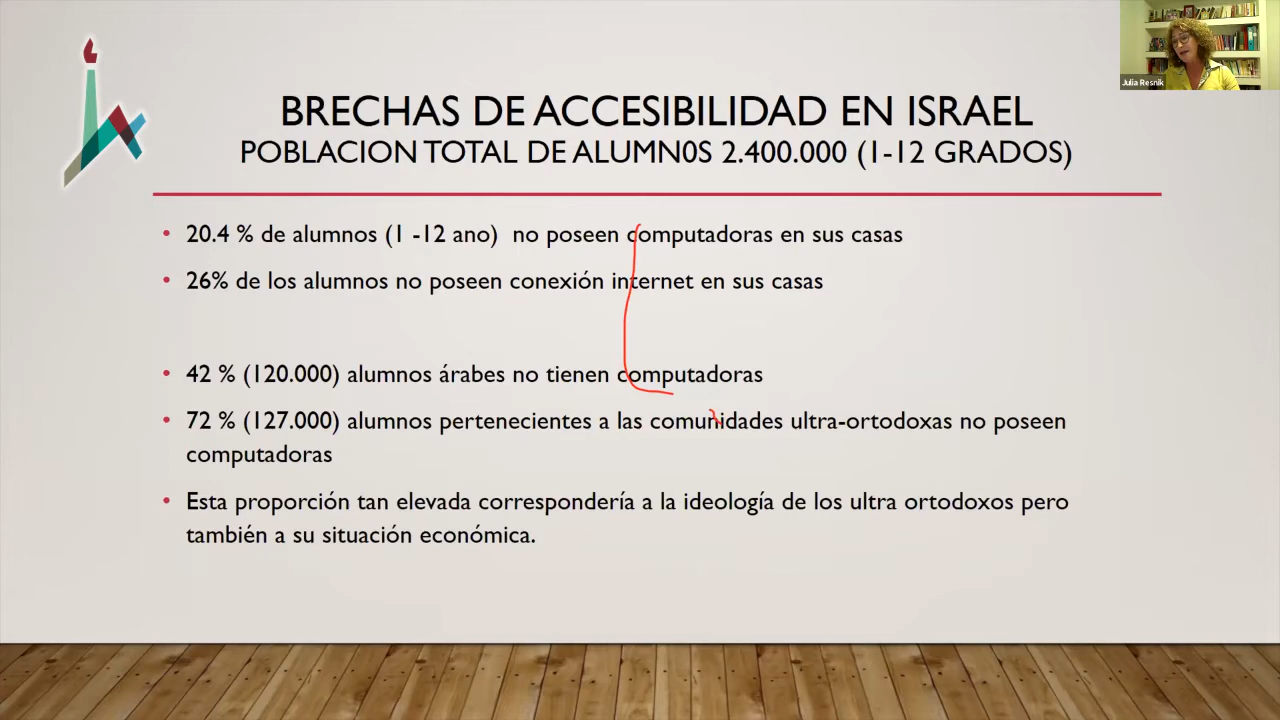 Julia Resnik
BRECHAS DE ACCESIBILIDAD EN ISRAEL
POBLACION TOTAL DE ALUMN0S 2.400.000 (1-12 GRADOS)
• 20.4 % de alumnos (1 -12 ano) no poseen computadoras en sus casas
• 26% de los alumnos no poseen conexión internet en sus casas
• 42 % (120.000) alumnos árabes no tienen computadoras
• 72 % (127.000) alumnos pertenecientes a las comunidades ultra-ortodoxas no poseen
computadoras
• Esta proporción tan elevada correspondería a la ideología de los ultra ortodoxos pero
también a su situación económica.